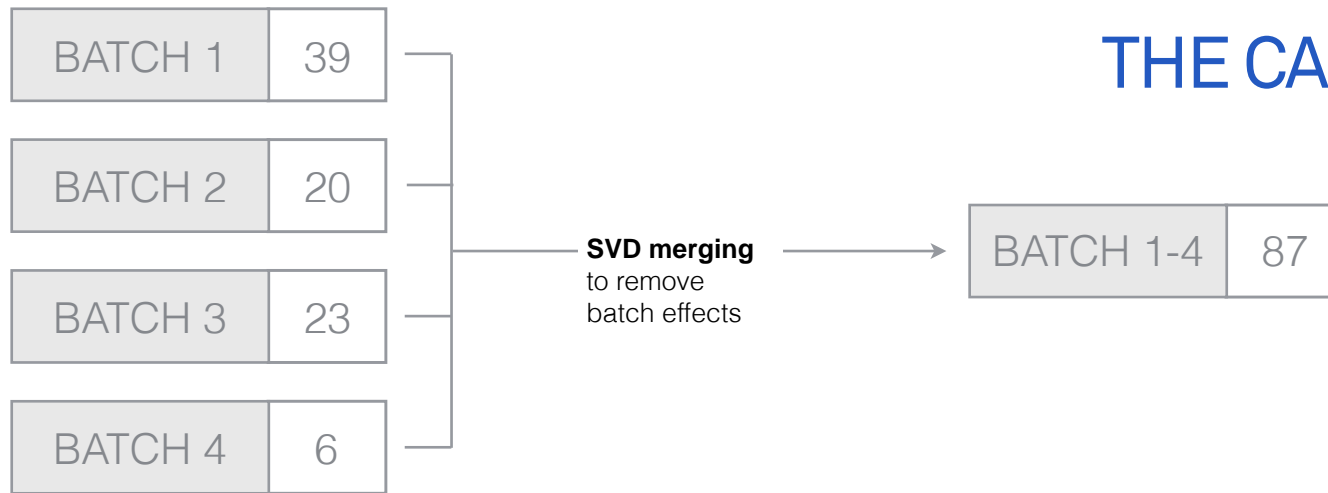 BATCH 1 39
THE CA
BATCH 2 20
SVD merging
to remove
batch effects
BATCH 1-4 87
BATCH 3 23
BATCH 4 6